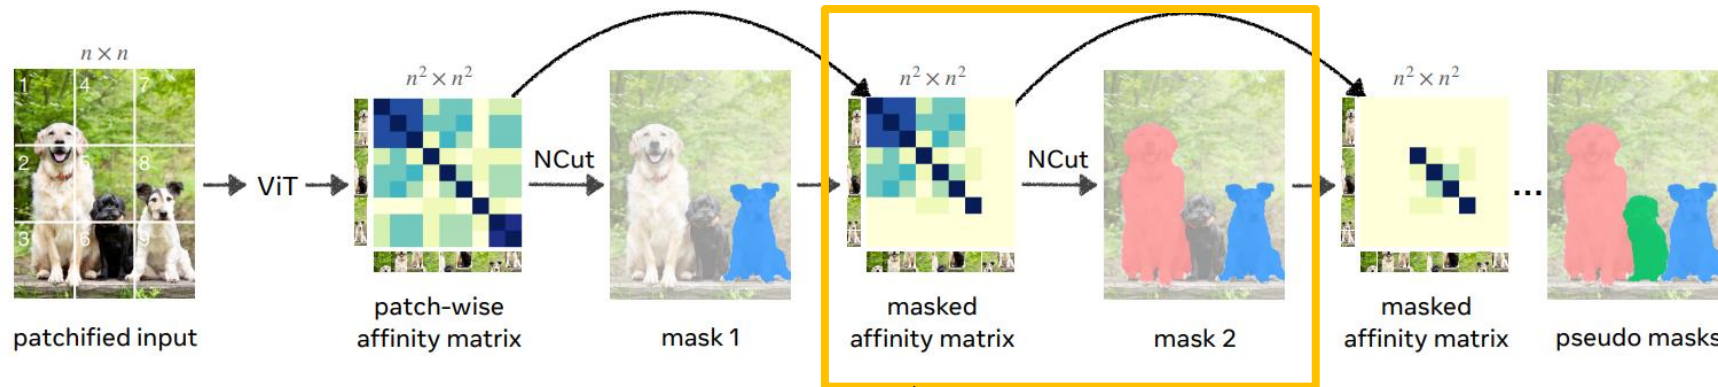 n × n
1 4 7
2 5 8
3 6 9
patchified input
ViT
n² × n²
patch-wise
affinity matrix
NCut
mask 1
n² × n²
masked
affinity matrix
NCut
mask 2
n² × n²
masked
affinity matrix
...
pseudo masks